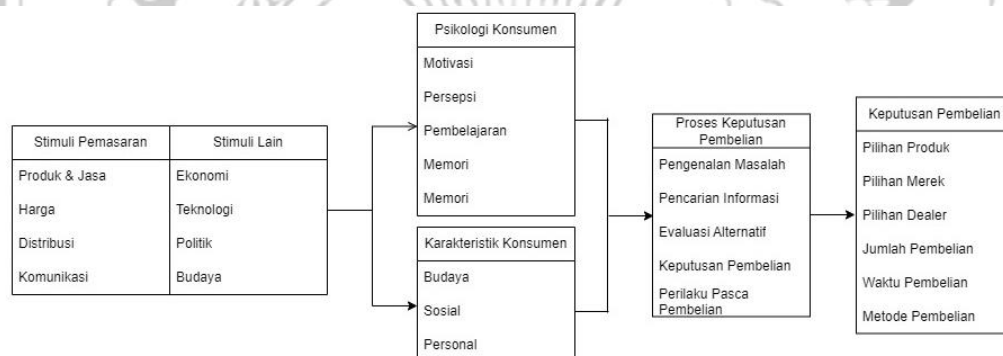 Stimuli Pemasaran
Produk & Jasa
Harga
Distribusi
Komunikasi
Stimuli Lain
Ekonomi
Teknologi
Politik
Budaya
Psikologi Konsumen
Motivasi
Persepsi
Pembelajaran
Memori
Memori
Karakteristik Konsumen
Budaya
Sosial
Personal
Proses Keputusan
Pembelian
Pengenalan Masalah
Pencarian Informasi
Evaluasi Alternatif
Keputusan Pembelian
Perilaku Pasca
Pembelian
Keputusan Pembelian
Pilihan Produk
Pilihan Merek
Pilihan Dealer
Jumlah Pembelian
Waktu Pembelian
Metode Pembelian